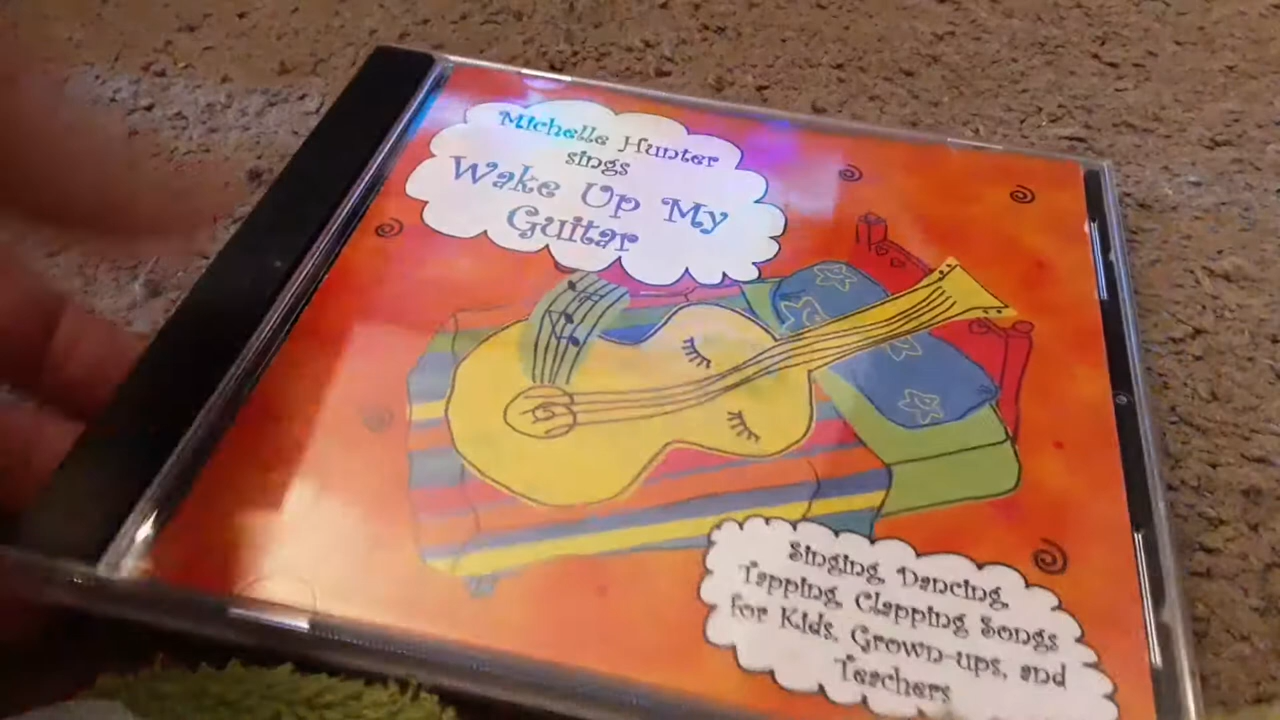 Michelle Hunter
sings
Wake Up My
Guitar
Singing, Dancing,
Tapping, Clapping Songs
for Kids, Grown-ups, and
Teachers